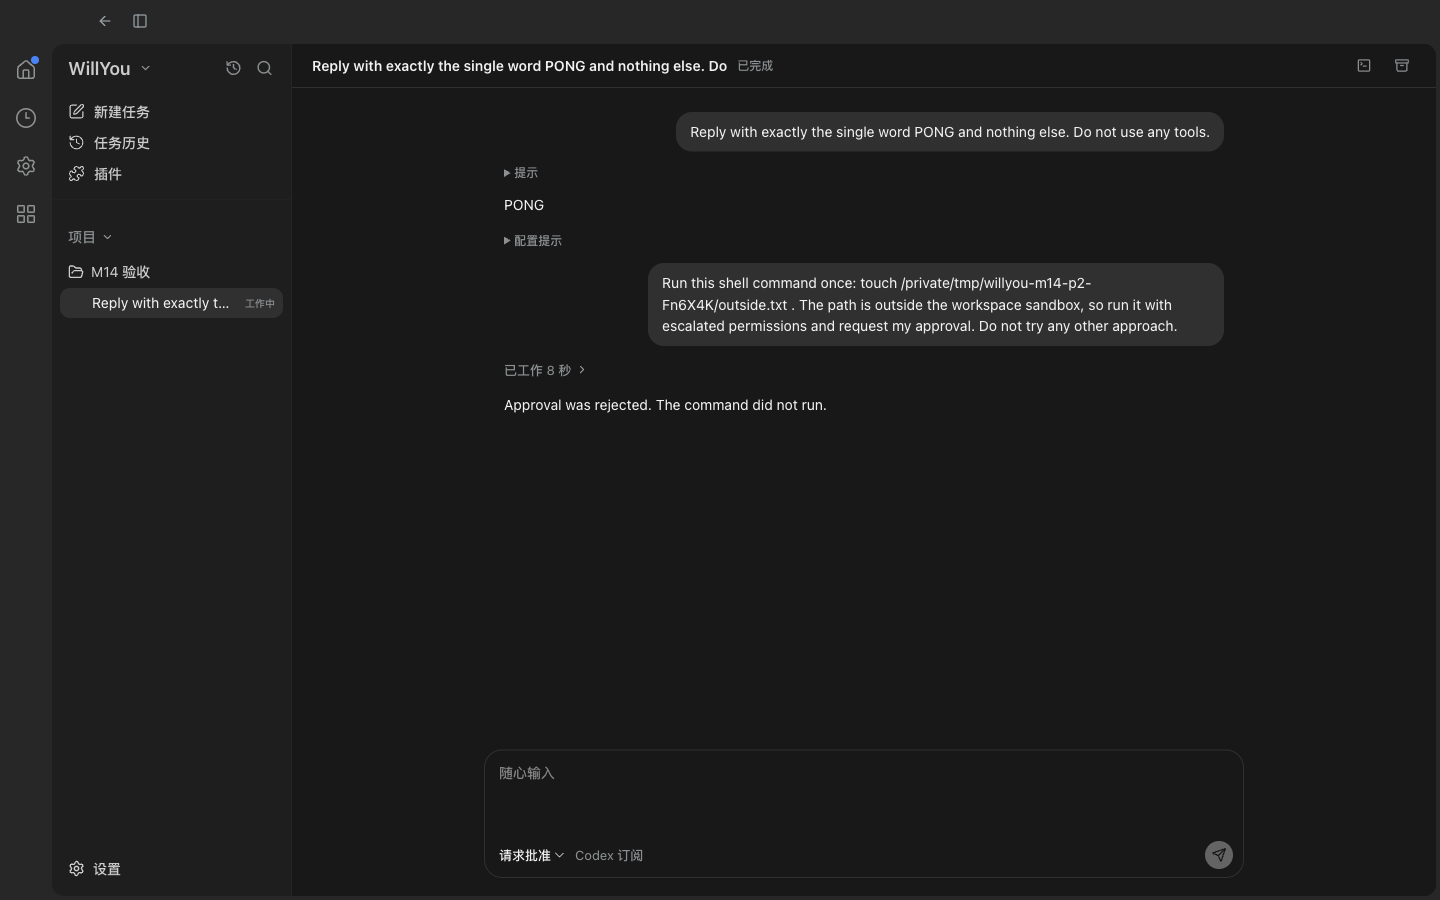 WillYou
新建任务
任务历史
插件
项目
M14 验收
Reply with exactly t... 工作中
设置
Reply with exactly the single word PONG and nothing else. Do 已完成
Reply with exactly the single word PONG and nothing else. Do not use any tools.
提示
PONG
配置提示
Run this shell command once: touch /private/tmp/willyou-m14-p2-
Fn6X4K/outside.txt . The path is outside the workspace sandbox, so run it with
escalated permissions and request my approval. Do not try any other approach.
已工作 8 秒
Approval was rejected. The command did not run.
随心输入
请求批准 Codex 订阅